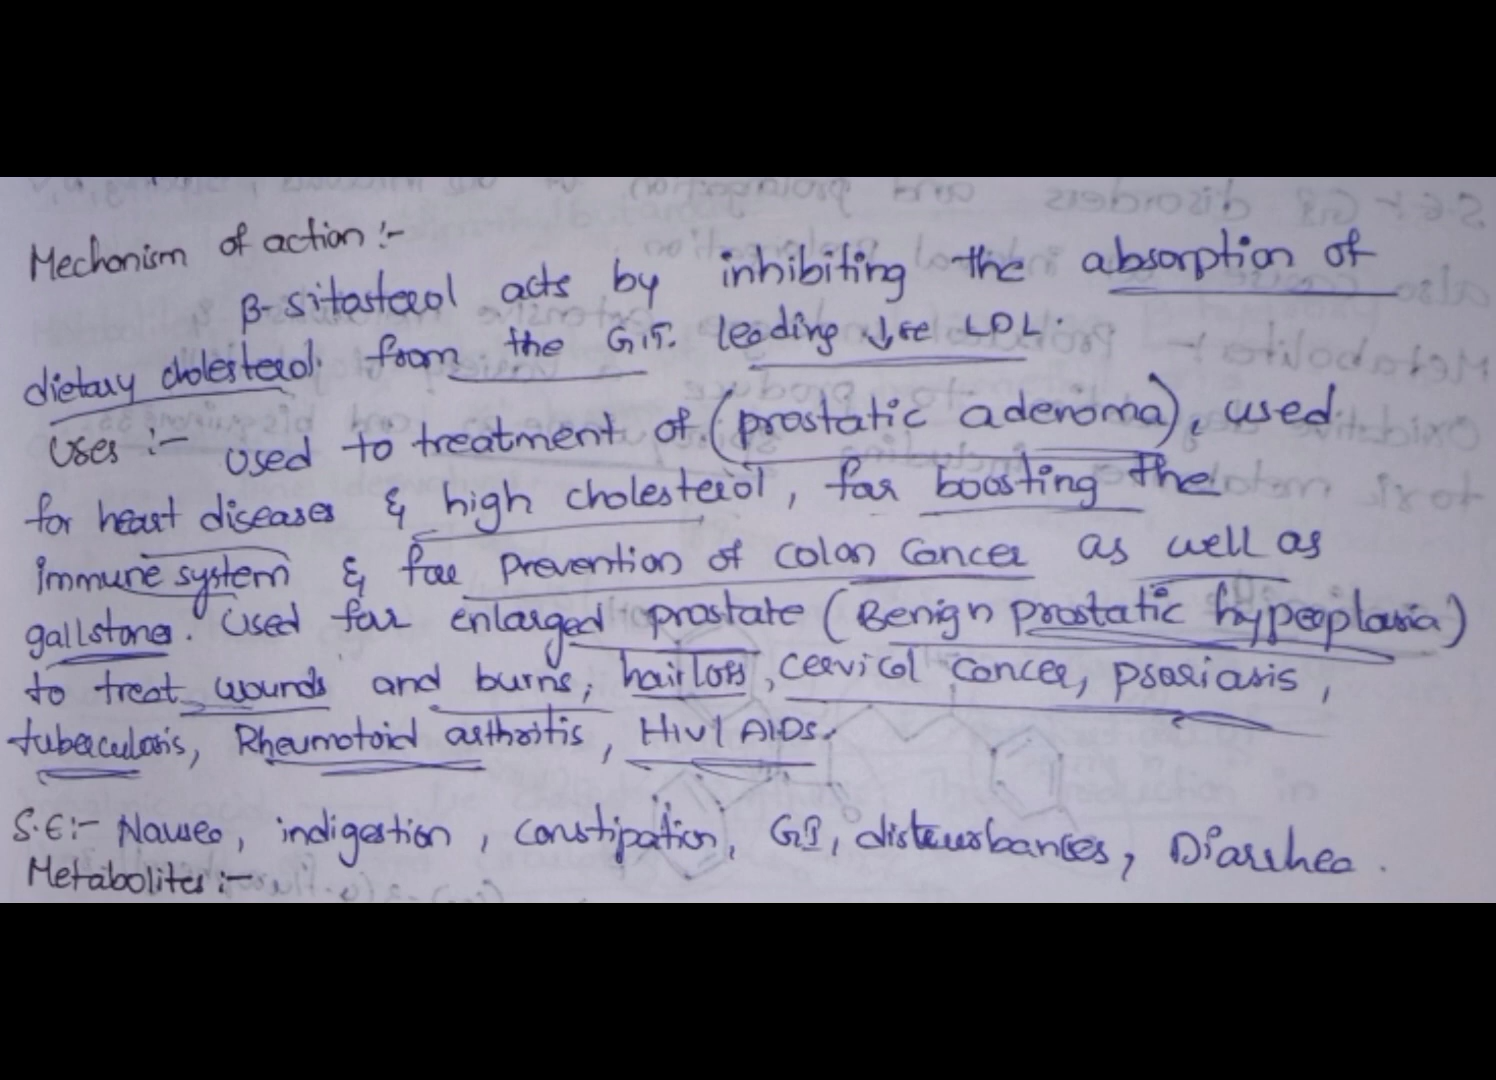 Mechanism of action :-
β-sitosterol acts by inhibiting the absorption of
dietary cholesterol. from the G.T. leading ↓se LDL.
Uses :- used to treatment of (prostatic adenoma), used
for heart diseases & high cholesterol, for boosting the
immune system & for prevention of colon cancer as well as
gallstones. Used for enlarged prostate (Benign prostatic hyperplasia)
to treat wounds and burns, hair loss, cervical cancer, psoriasis,
tuberculosis, Rheumotoid arthritis, HIV/AIDs.
S.E:- Nausea, indigestion, constipation, GI, disturbances, Diarrhea.
Metabolites :-